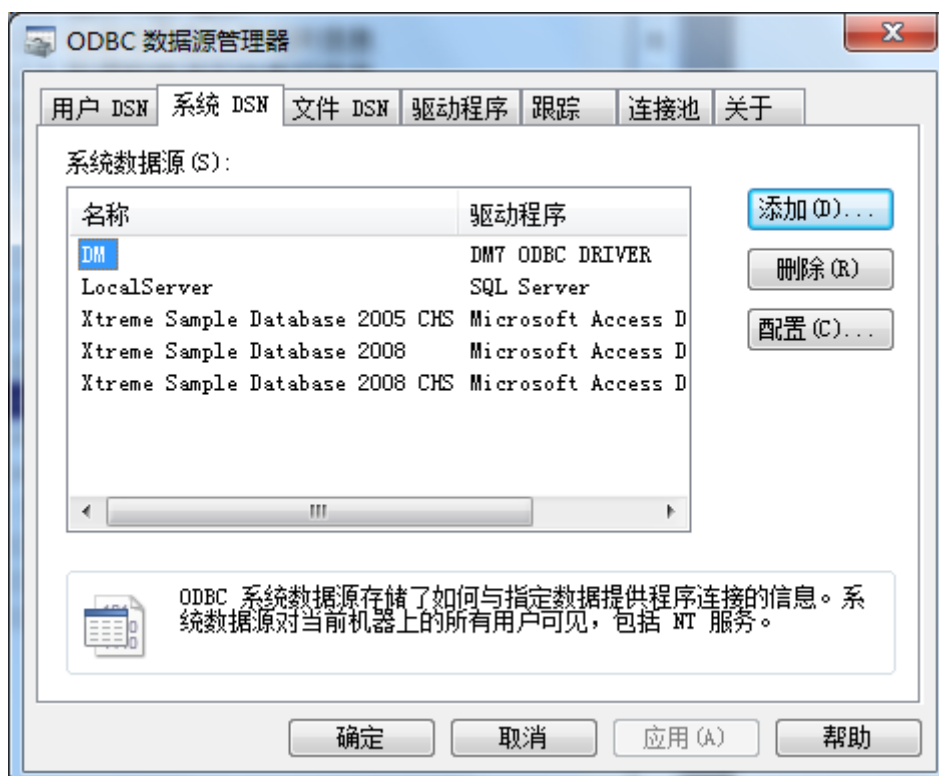 ODBC 数据源管理器
用户 DSN 系统 DSN 文件 DSN 驱动程序 跟踪 连接池 关于
系统数据源(S):
名称 驱动程序
添加(D)...
DM DM7 ODBC DRIVER
删除(R)
LocalServer SQL Server
Xtreme Sample Database 2005 CHS Microsoft Access D
配置(C)...
Xtreme Sample Database 2008 Microsoft Access D
Xtreme Sample Database 2008 CHS Microsoft Access D
ODBC 系统数据源存储了如何与指定数据提供程序连接的信息。系
统数据源对当前机器上的所有用户可见，包括 NT 服务。
确定 取消 应用(A) 帮助